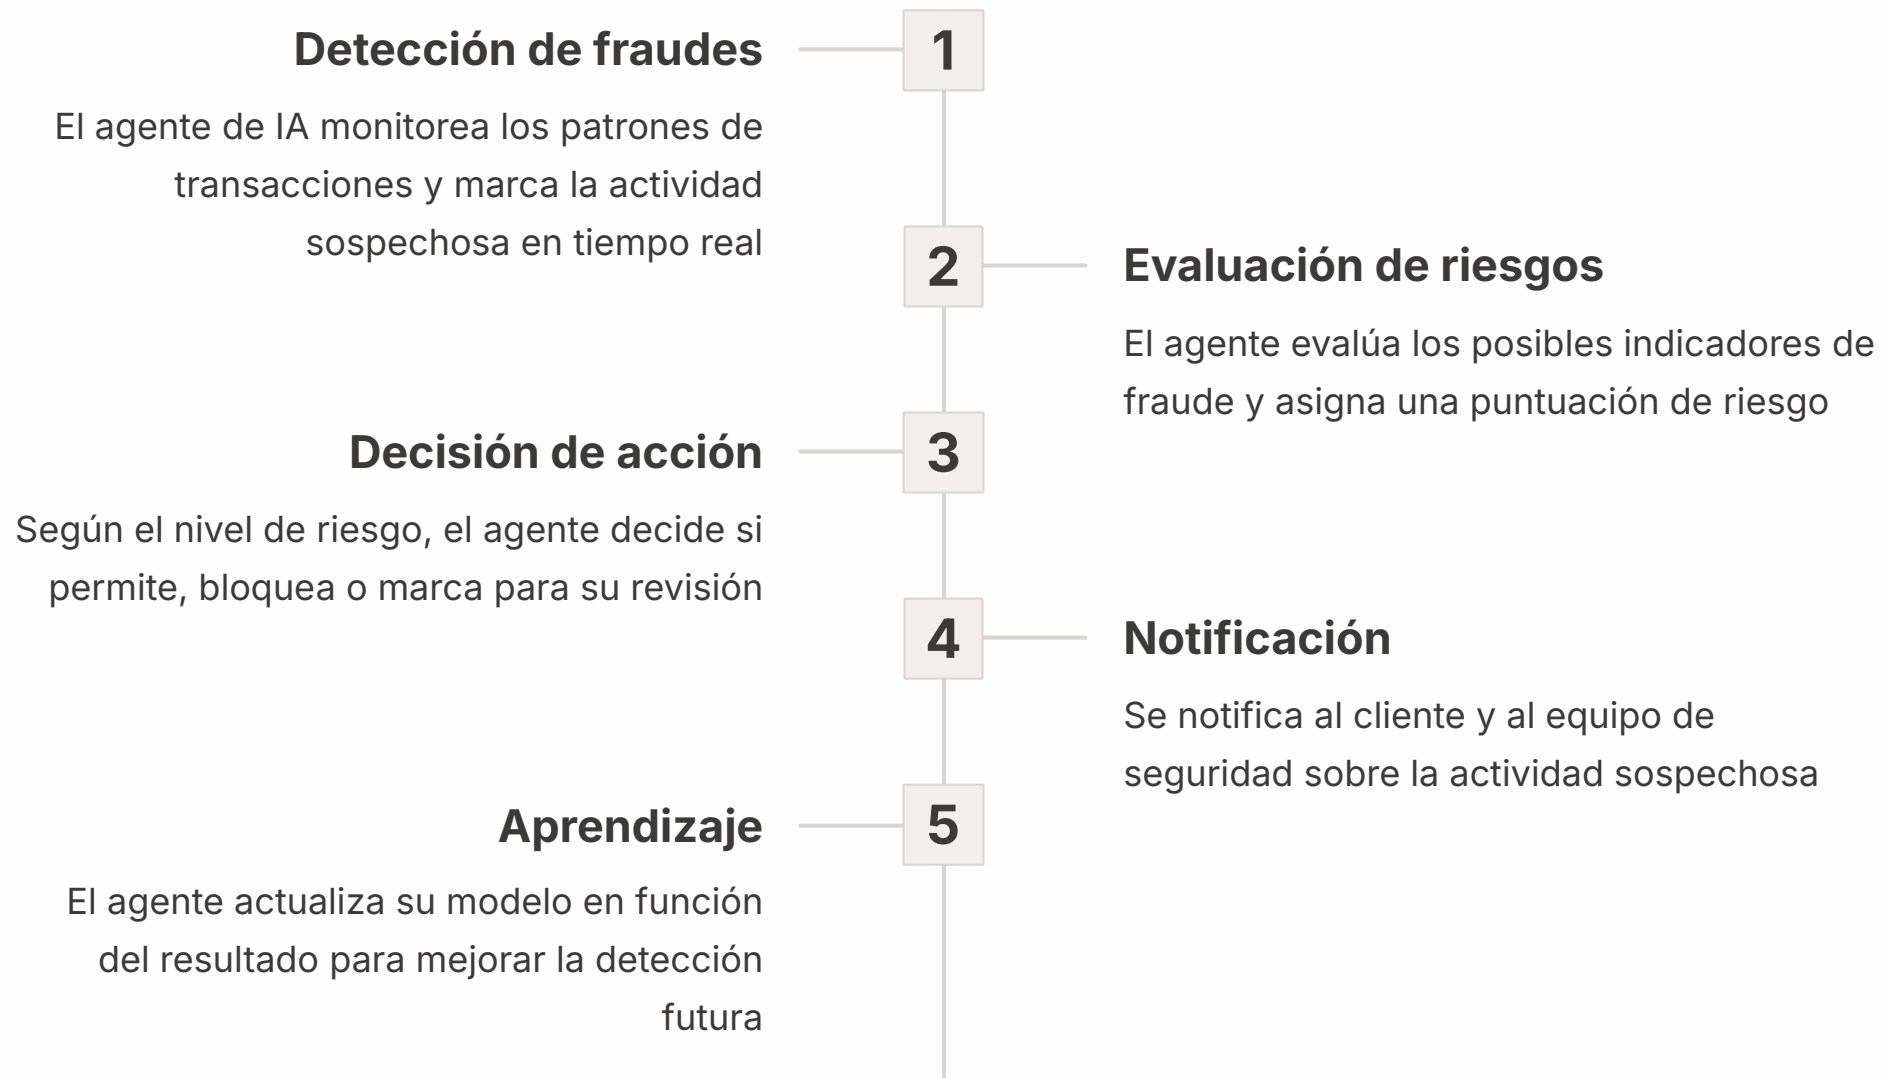 Detección de fraudes
1
El agente de IA monitorea los patrones de
transacciones y marca la actividad
sospechosa en tiempo real
2
Evaluación de riesgos
El agente evalúa los posibles indicadores de
fraude y asigna una puntuación de riesgo
Decisión de acción
3
Según el nivel de riesgo, el agente decide si
permite, bloquea o marca para su revisión
4
Notificación
Se notifica al cliente y al equipo de
seguridad sobre la actividad sospechosa
Aprendizaje
5
El agente actualiza su modelo en función
del resultado para mejorar la detección
futura